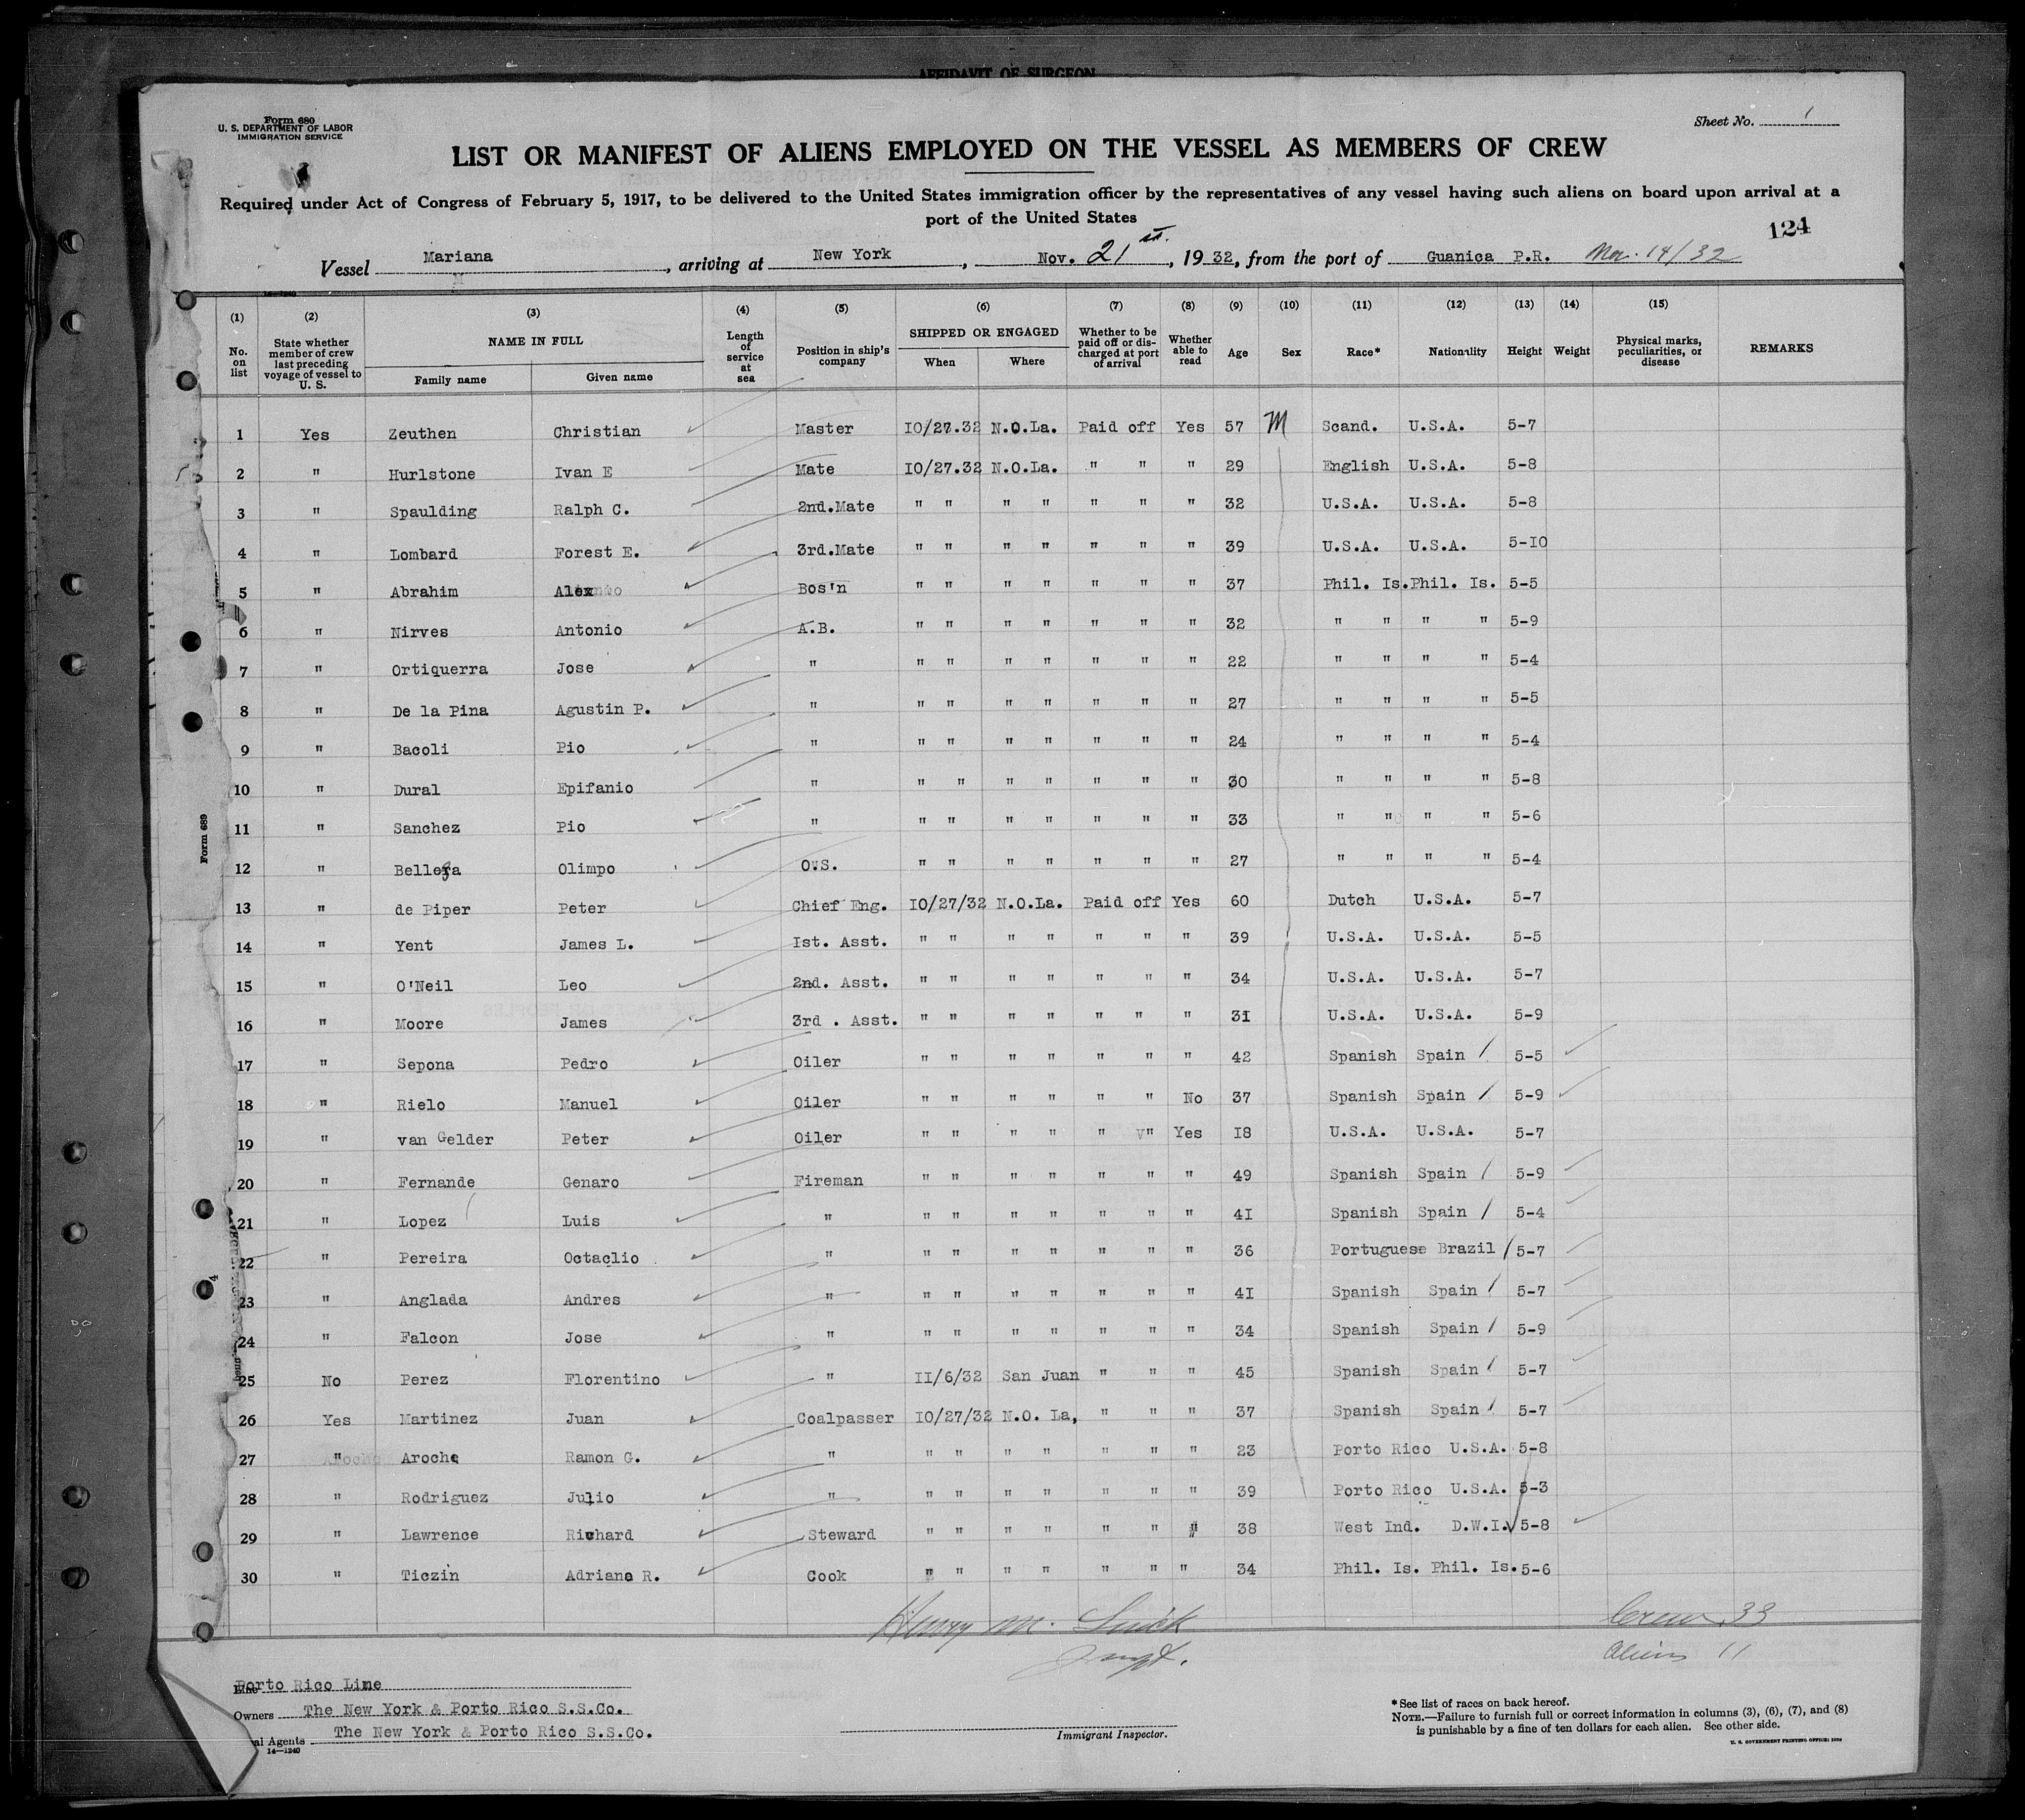 AFFIDAVIT OF SURGEON
Form 680
U. S. DEPARTMENT OF LABOR
IMMIGRATION SERVICE
Sheet No. 1
LIST OR MANIFEST OF ALIENS EMPLOYED ON THE VESSEL AS MEMBERS OF CREW
Required under Act of Congress of February 5, 1917, to be delivered to the United States immigration officer by the representatives of any vessel having such aliens on board upon arrival at a
port of the United States
124
Vessel Mariana, arriving at New York, Nov. 21 st., 1932, from the port of Guanica P.R. Nov. 14/32
(1) (2) (3) (4) (5) (6) (7) (8) (9) (10) (11) (12) (13) (14) (15)
No. on list State whether member of crew last preceding voyage of vessel to U. S. NAME IN FULL Family name Given name Length of service at sea Position in ship's company SHIPPED OR ENGAGED When Where Whether to be paid off or discharged at port of arrival Whether able to read Age Sex Race* Nationality Height Weight Physical marks, peculiarities, or disease REMARKS
1 Yes Zeuthen Christian Master 10/27.32 N.O.La. Paid off Yes 57 M Scand. U.S.A. 5-7
2 " Hurlstone Ivan E Mate 10/27.32 N.O.La. " " " 29 English U.S.A. 5-8
3 " Spaulding Ralph C. 2nd.Mate " " " " " " " 32 U.S.A. U.S.A. 5-8
4 " Lombard Forest E. 3rd.Mate " " " " " " " 39 U.S.A. U.S.A. 5-10
5 " Abrahim Alex Bos'n " " " " " " " 37 Phil. Is. Phil. Is. 5-5
6 " Nirves Antonio A.B. " " " " " " " 32 " " " " 5-9
7 " Ortiquerra Jose " " " " " " " " 22 " " " " 5-4
8 " De la Pina Agustin P. " " " " " " " " 27 " " " " 5-5
9 " Bacoli Pio " " " " " " " " 24 " " " " 5-4
10 " Dural Epifanio " " " " " " " " 30 " " " " 5-8
11 " Sanchez Pio " " " " " " " " 33 " " " " 5-6
12 " Olimpo O.S. " " " " " " " 27 " " " " 5-4
13 " de Piper Peter Chief Eng. 10/27/32 N.O.La. Paid off Yes 60 Dutch U.S.A. 5-7
14 " Yent James L. Ist. Asst. " " " " " " " 39 U.S.A. U.S.A. 5-5
15 " O'Neil Leo 2nd. Asst. " " " " " " " 34 U.S.A. U.S.A. 5-7
16 " Moore James 3rd . Asst. " " " " " " " 31 U.S.A. U.S.A. 5-9
17 " Sepona Pedro Oiler " " " " " " " 42 Spanish Spain 5-5
18 " Rielo Manuel Oiler " " " " " " No 37 Spanish Spain 5-9
19 " van Gelder Peter Oiler " " " " " " Yes 18 U.S.A. U.S.A. 5-7
20 " Fernande Genaro Fireman " " " " " " " 49 Spanish Spain 5-9
21 " Lopez Luis " " " " " " " " 41 Spanish Spain 5-4
22 " Pereira Octaclio " " " " " " " " 36 Portuguese Brazil 5-7
23 " Anglada Andres " " " " " " " " 41 Spanish Spain 5-7
24 " Falcon Jose " " " " " " " " 34 Spanish Spain 5-9
25 No Perez Florentino " 11/6/32 San Juan " " " 45 Spanish Spain 5-7
26 Yes Martinez Juan Coalpasser 10/27/32 N.O. La, " " " 37 Spanish Spain 5-7
27 " Aroche Ramon G. " " " " " " " " 23 Porto Rico U.S.A. 5-8
28 " Rodriguez Julio " " " " " " " " 39 Porto Rico U.S.A. 5-3
29 " Lawrence Richard Steward " " " " " " " 38 West Ind. D.W.I. 5-8
30 " Ticzin Adriano R. Cook " " " " " " " 34 Phil. Is. Phil. Is. 5-6
Form 689
Henry M.
Crew 33
Aliens 11
Porto Rico Line
Owners The New York & Porto Rico S.S.Co.
al Agents The New York & Porto Rico S.S.Co.
14—1240
Immigrant Inspector.
*See list of races on back hereof.
NOTE.—Failure to furnish full or correct information in columns (3), (6), (7), and (8)
is punishable by a fine of ten dollars for each alien. See other side.
U. S. GOVERNMENT PRINTING OFFICE: